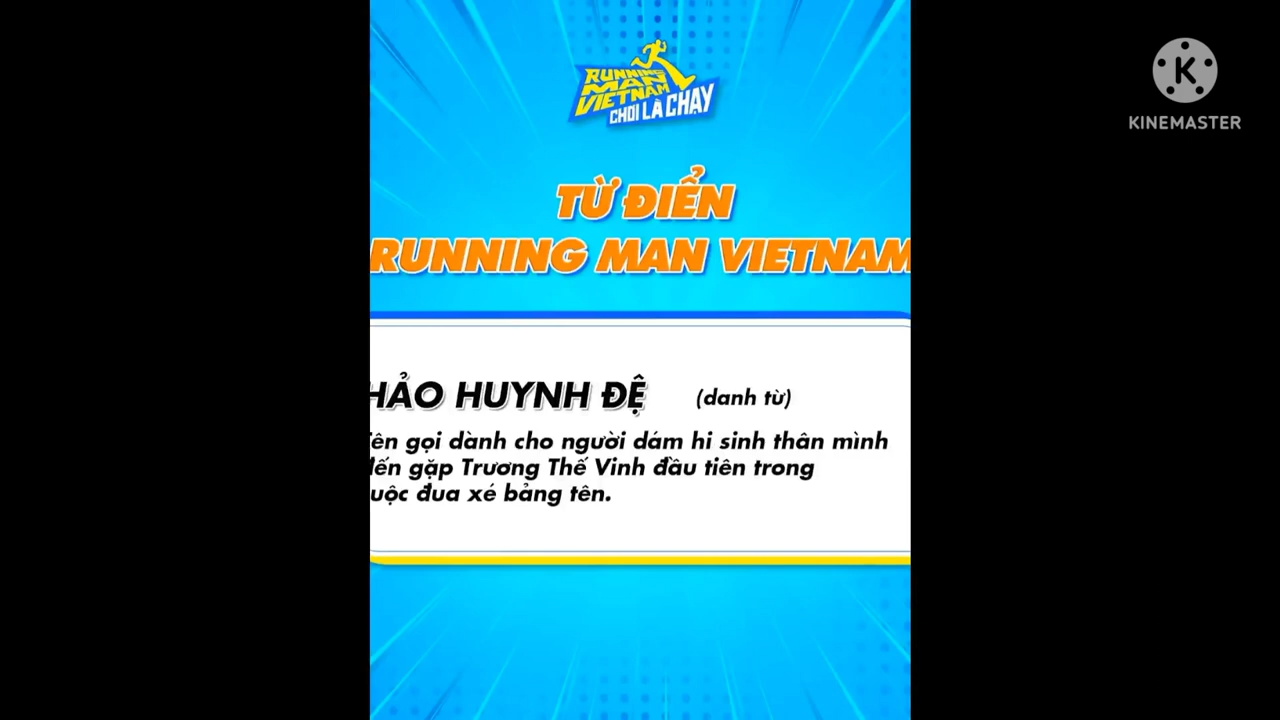 RUNNING
MAN
VIETNAM
CHƠI LÀ CHẠY
KINEMASTER
TỪ ĐIỂN
RUNNING MAN VIETNAM
HẢO HUYNH ĐỆ (danh từ)
ên gọi dành cho người dám hi sinh thân mình
đến gặp Trương Thế Vinh đầu tiên trong
uộc đua xé bảng tên.